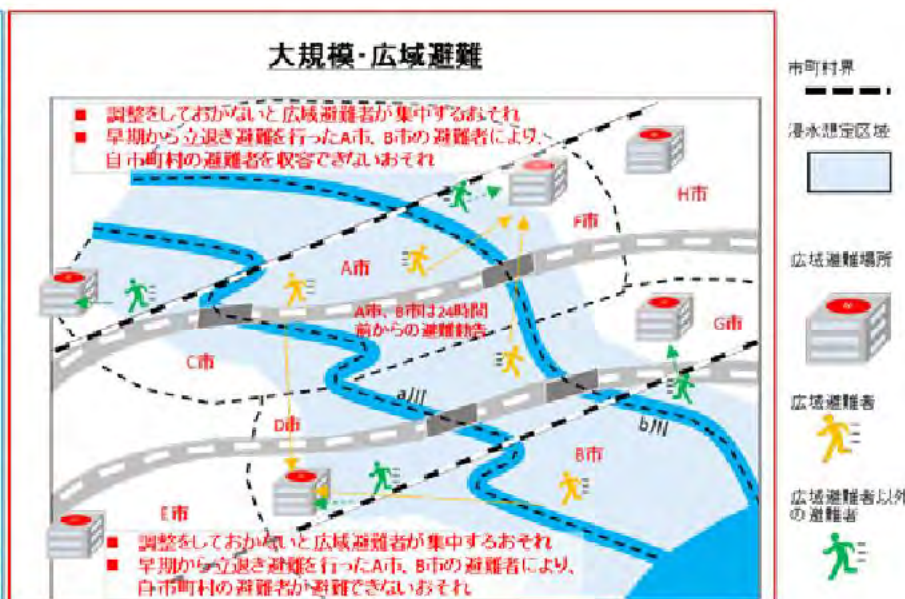 大規模・広域避難
■ 調整をしておかないと広域避難者が集中するおそれ
■ 早期から立退き避難を行ったA市、B市の避難者により、
自市町村の避難者を収容できないおそれ
H市
F市
A市
A市、B市は24時間
前からの避難勧告
G市
C市
a川
b川
D市
B市
E市
■ 調整をしておかないと広域避難者が集中するおそれ
■ 早期から立退き避難を行ったA市、B市の避難者により、
自市町村の避難者が避難できないおそれ
市町村界
浸水想定区域
広域避難場所
広域避難者
広域避難者以外
の避難者